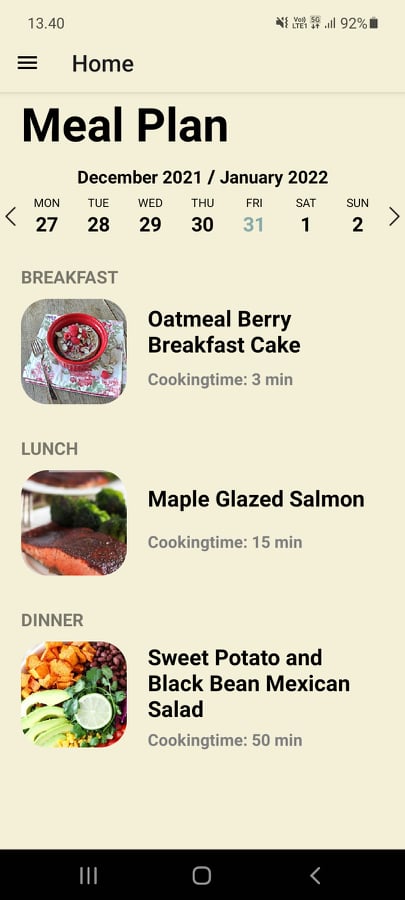 13.40
Vo)) LTE1 5G 92%
Home
Meal Plan
December 2021 / January 2022
MON TUE WED THU FRI SAT SUN
27 28 29 30 31 1 2
BREAKFAST
Oatmeal Berry
Breakfast Cake
Cookingtime: 3 min
LUNCH
Maple Glazed Salmon
Cookingtime: 15 min
DINNER
Sweet Potato and
Black Bean Mexican
Salad
Cookingtime: 50 min